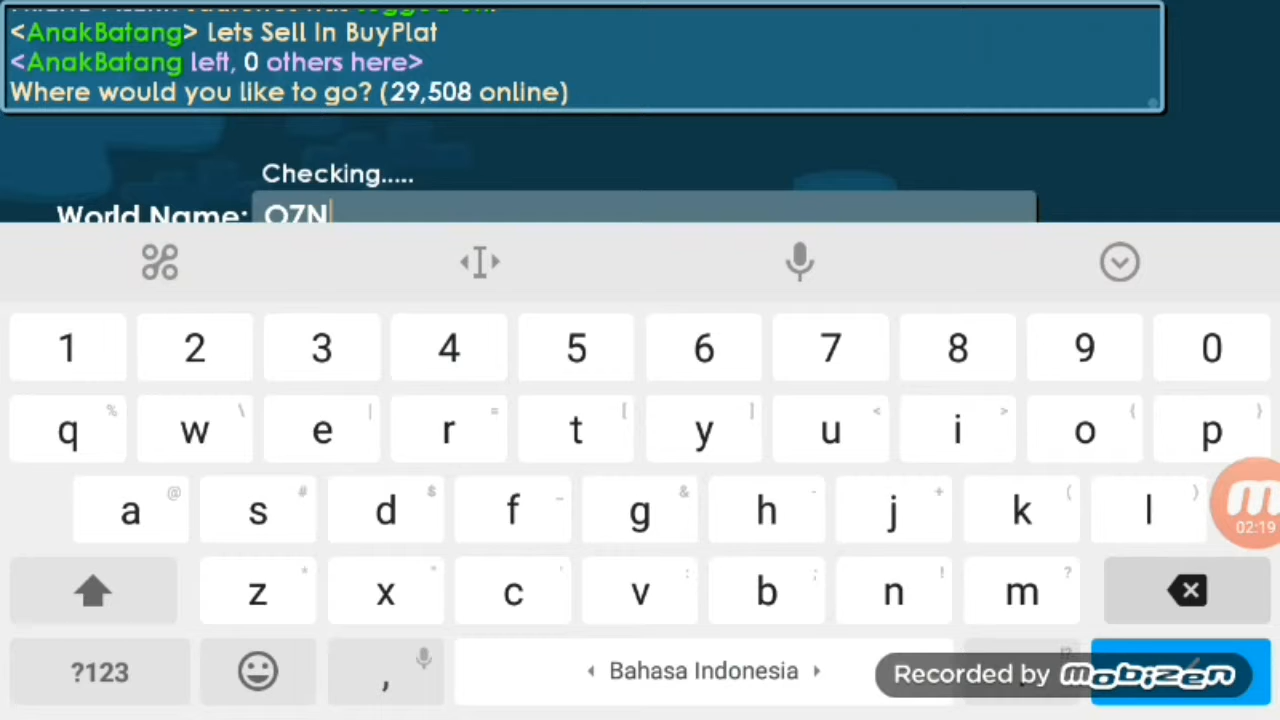 <AnakBatang> Lets Sell In BuyPlat
<AnakBatang left, 0 others here>
Where would you like to go? (29,508 online)
Checking.....
World Name: OZN
1 2 3 4 5 6 7 8 9 0
% \ | = [ ] < > { }
q w e r t y u i o p
@ # $ _ & - + ( )
a s d f g h j k l
02:19
* " ' : ; ! ?
z x c v b n m
?123 , Bahasa Indonesia
Recorded by mobizen